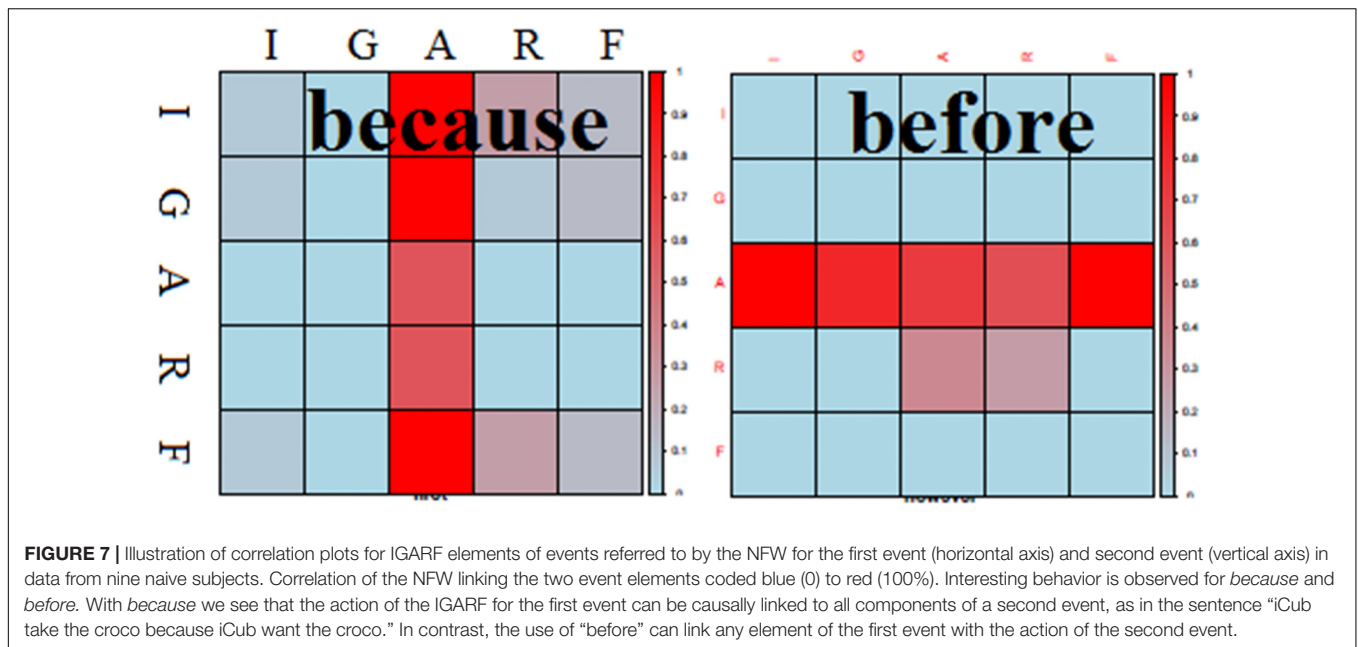 I G A R F
I
G
A
R
F
because
1
0.9
0.8
0.7
0.6
0.5
0.4
0.3
0.2
0.1
0
I G A R F
I
G
A
R
F
before
1
0.9
0.8
0.7
0.6
0.5
0.4
0.3
0.2
0.1
0
first
however
FIGURE 7 | Illustration of correlation plots for IGARF elements of events referred to by the NFW for the first event (horizontal axis) and second event (vertical axis) in
data from nine naive subjects. Correlation of the NFW linking the two event elements coded blue (0) to red (100%). Interesting behavior is observed for because and
before. With because we see that the action of the IGARF for the first event can be causally linked to all components of a second event, as in the sentence “iCub
take the croco because iCub want the croco.” In contrast, the use of “before” can link any element of the first event with the action of the second event.